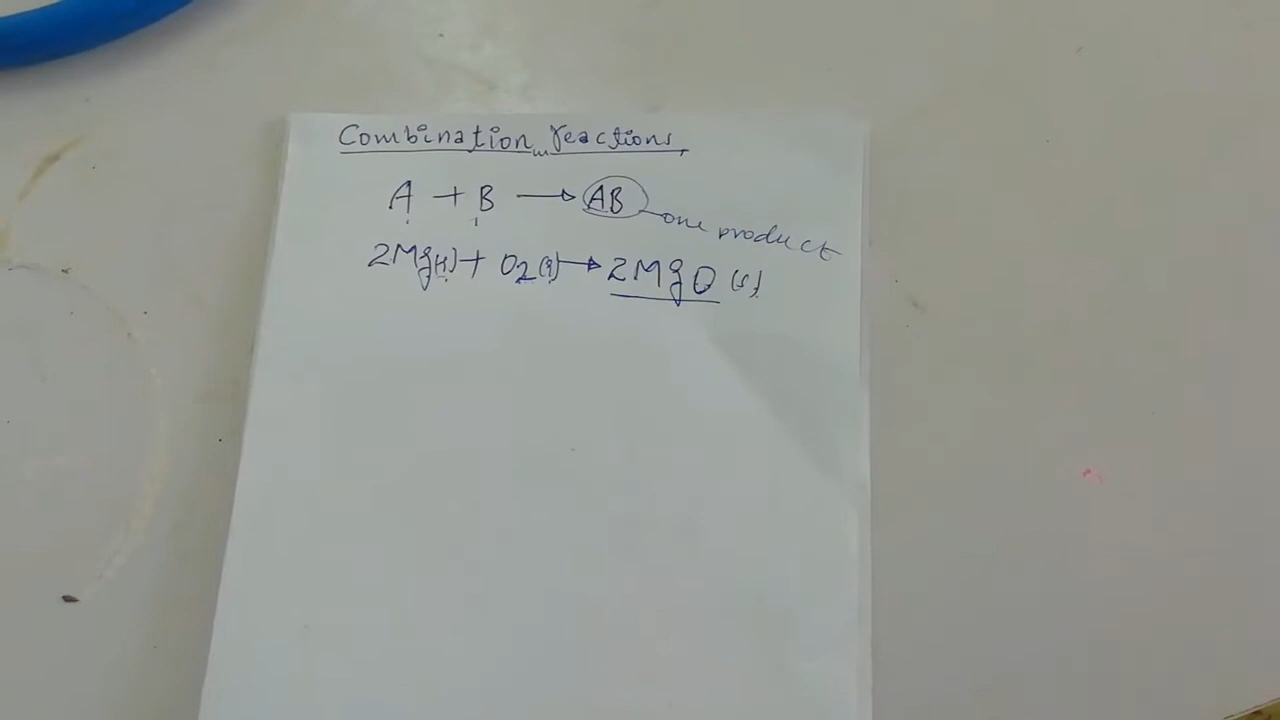 Combination reactions,
A + B → AB one product
2Mg(s) + O2(g) → 2MgO (s)